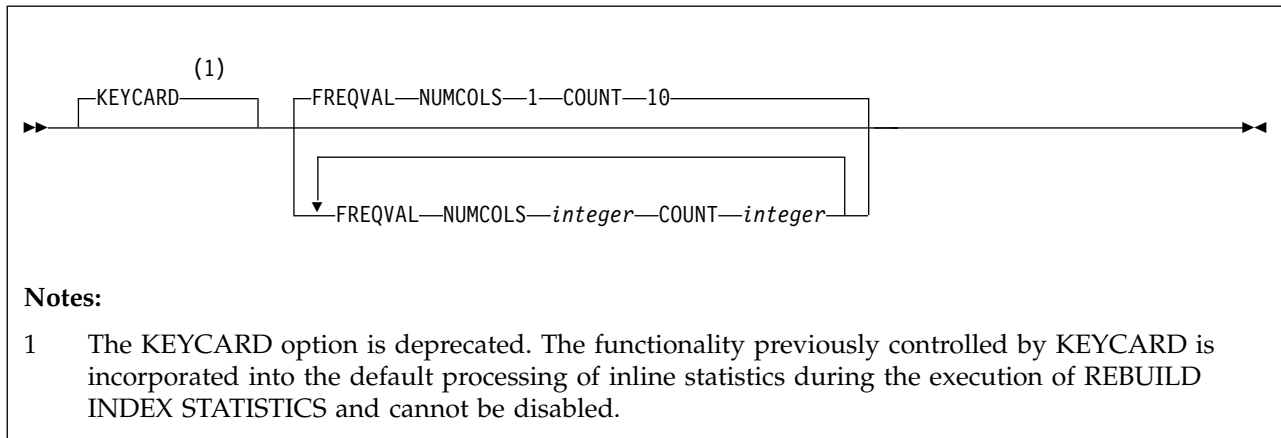 (1)
KEYCARD FREQVAL NUMCOLS 1 COUNT 10
FREQVAL NUMCOLS integer COUNT integer
Notes:
1 The KEYCARD option is deprecated. The functionality previously controlled by KEYCARD is
incorporated into the default processing of inline statistics during the execution of REBUILD
INDEX STATISTICS and cannot be disabled.